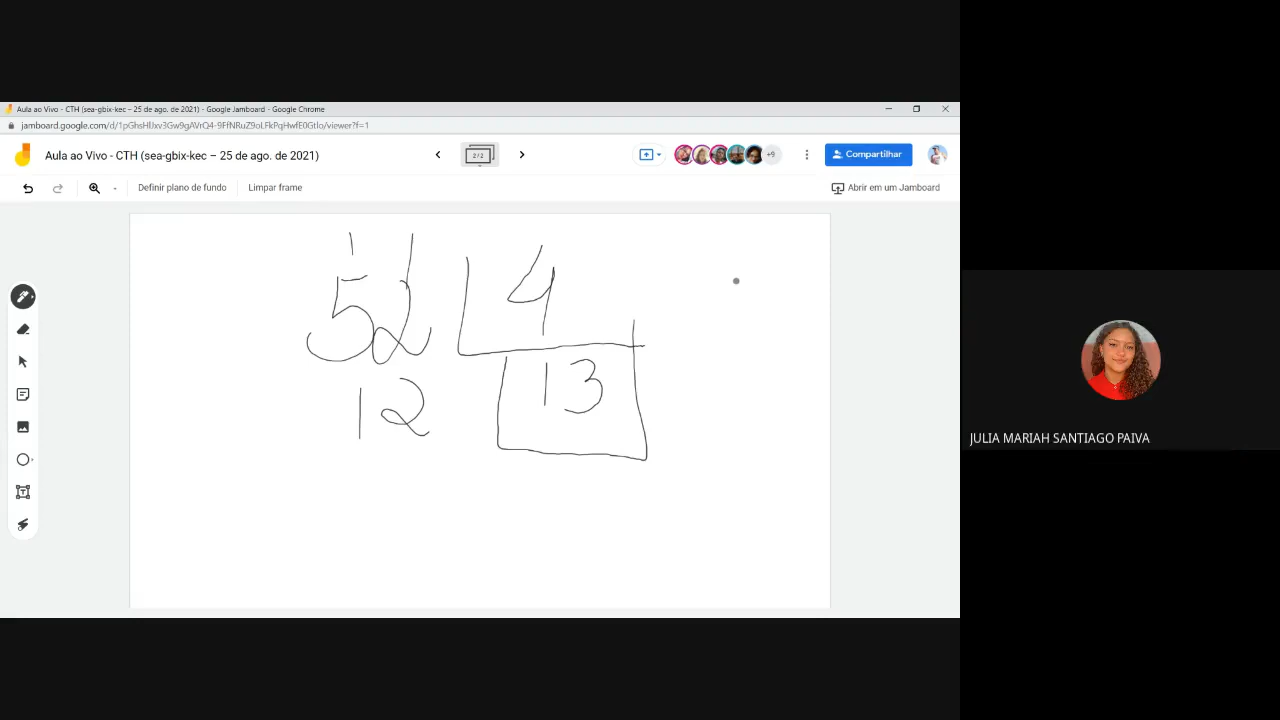 Aula ao Vivo - CTH (sea-gbix-kec – 25 de ago. de 2021) - Google Jamboard - Google Chrome
Aula ao Vivo - CTH (sea-gbix-kec – 25 de ago. de 2021)
2/2
+9
Compartilhar
Definir plano de fundo
Limpar frame
Abrir em um Jamboard
52 4
12 13
JULIA MARIAH SANTIAGO PAIVA